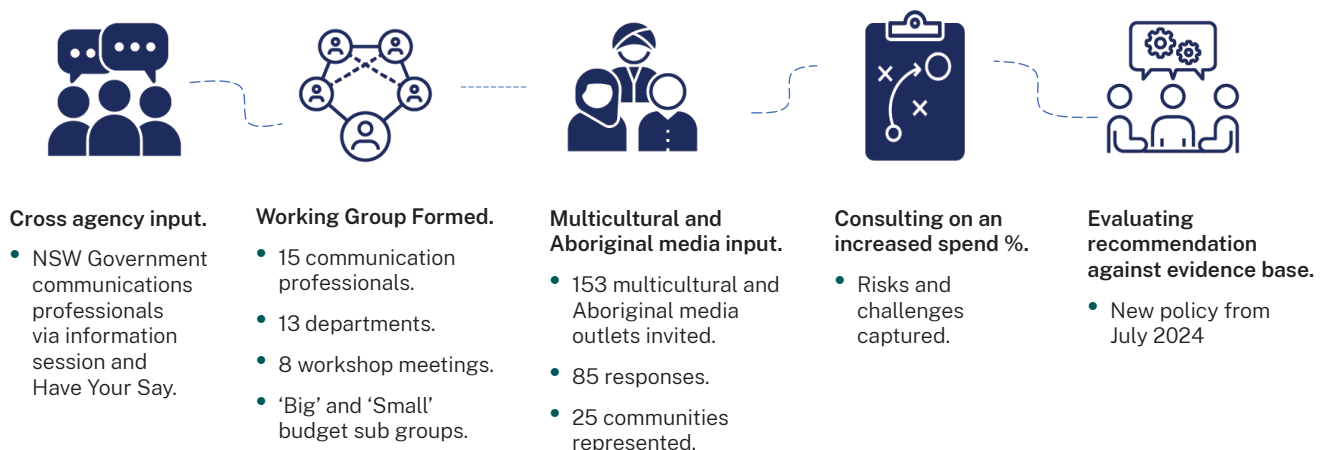 Cross agency input.
• NSW Government
communications
professionals
via information
session and
Have Your Say.
Working Group Formed.
• 15 communication
professionals.
• 13 departments.
• 8 workshop meetings.
• ‘Big’ and ‘Small’
budget sub groups.
Multicultural and
Aboriginal media input.
• 153 multicultural and
Aboriginal media
outlets invited.
• 85 responses.
• 25 communities
represented.
Consulting on an
increased spend %.
• Risks and
challenges
captured.
Evaluating
recommendation
against evidence base.
• New policy from
July 2024